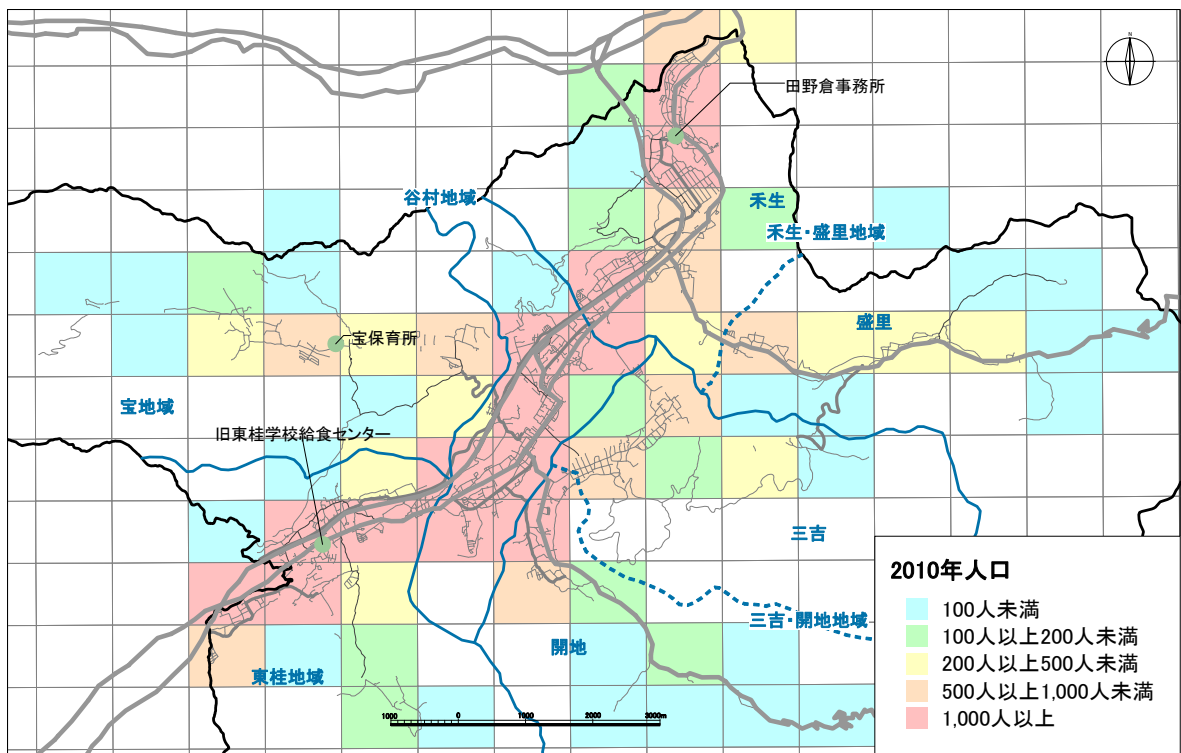 N
田野倉事務所
谷村地域
禾生
禾生・盛里地域
盛里
宝保育所
宝地域
旧東桂学校給食センター
三吉
三吉・開地地域
開地
東桂地域
1000 0 1000 2000 3000m
2010年人口
100人未満
100人以上200人未満
200人以上500人未満
500人以上1,000人未満
1,000人以上